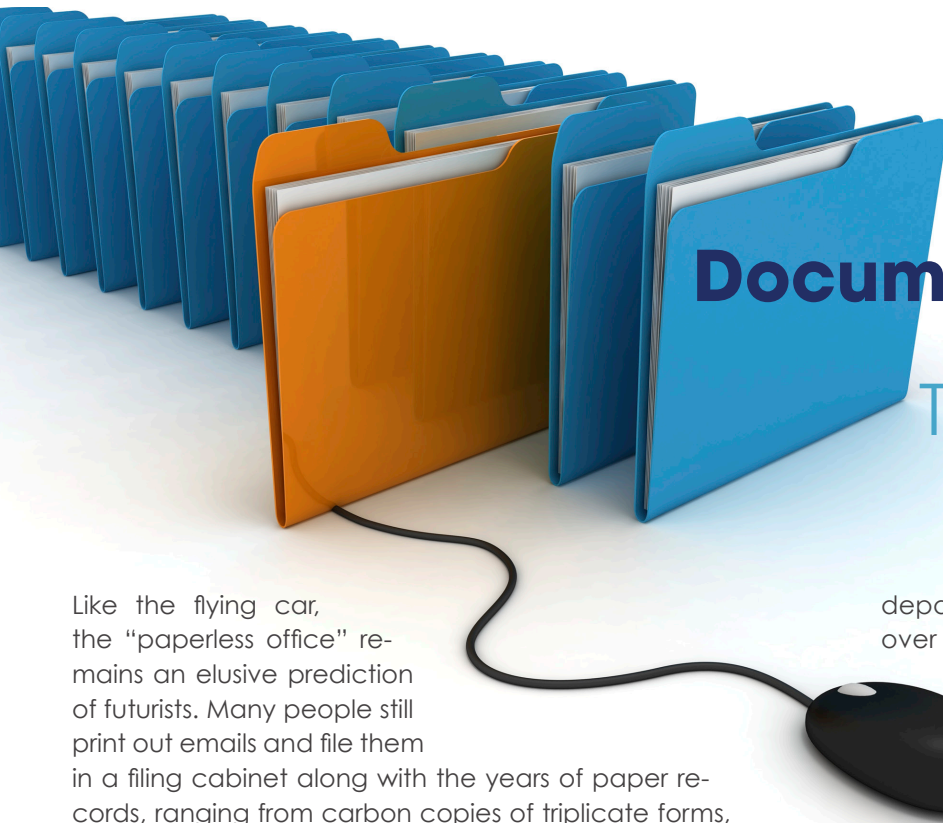 Docum
T
Like the flying car,
the “paperless office” re-
mains an elusive prediction
of futurists. Many people still
print out emails and file them
in a filing cabinet along with the years of paper re-
cords, ranging from carbon copies of triplicate forms,
depa
over